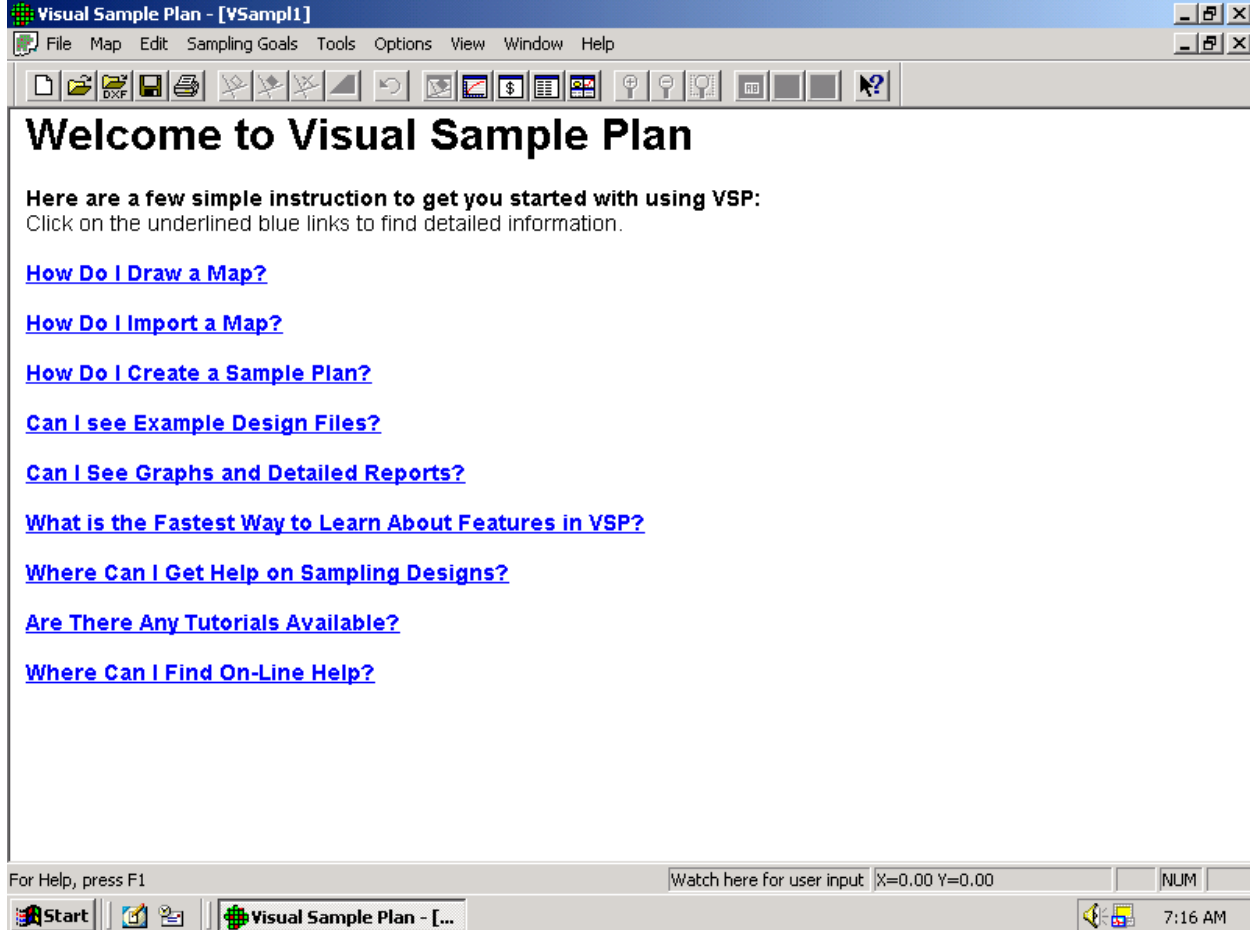 Visual Sample Plan - [VSampl1]
File Map Edit Sampling Goals Tools Options View Window Help
DXF $ AB ?
Welcome to Visual Sample Plan
Here are a few simple instruction to get you started with using VSP:
Click on the underlined blue links to find detailed information.
How Do I Draw a Map?
How Do I Import a Map?
How Do I Create a Sample Plan?
Can I see Example Design Files?
Can I See Graphs and Detailed Reports?
What is the Fastest Way to Learn About Features in VSP?
Where Can I Get Help on Sampling Designs?
Are There Any Tutorials Available?
Where Can I Find On-Line Help?
For Help, press F1 Watch here for user input X=0.00 Y=0.00 NUM
Start Visual Sample Plan - [... 7:16 AM